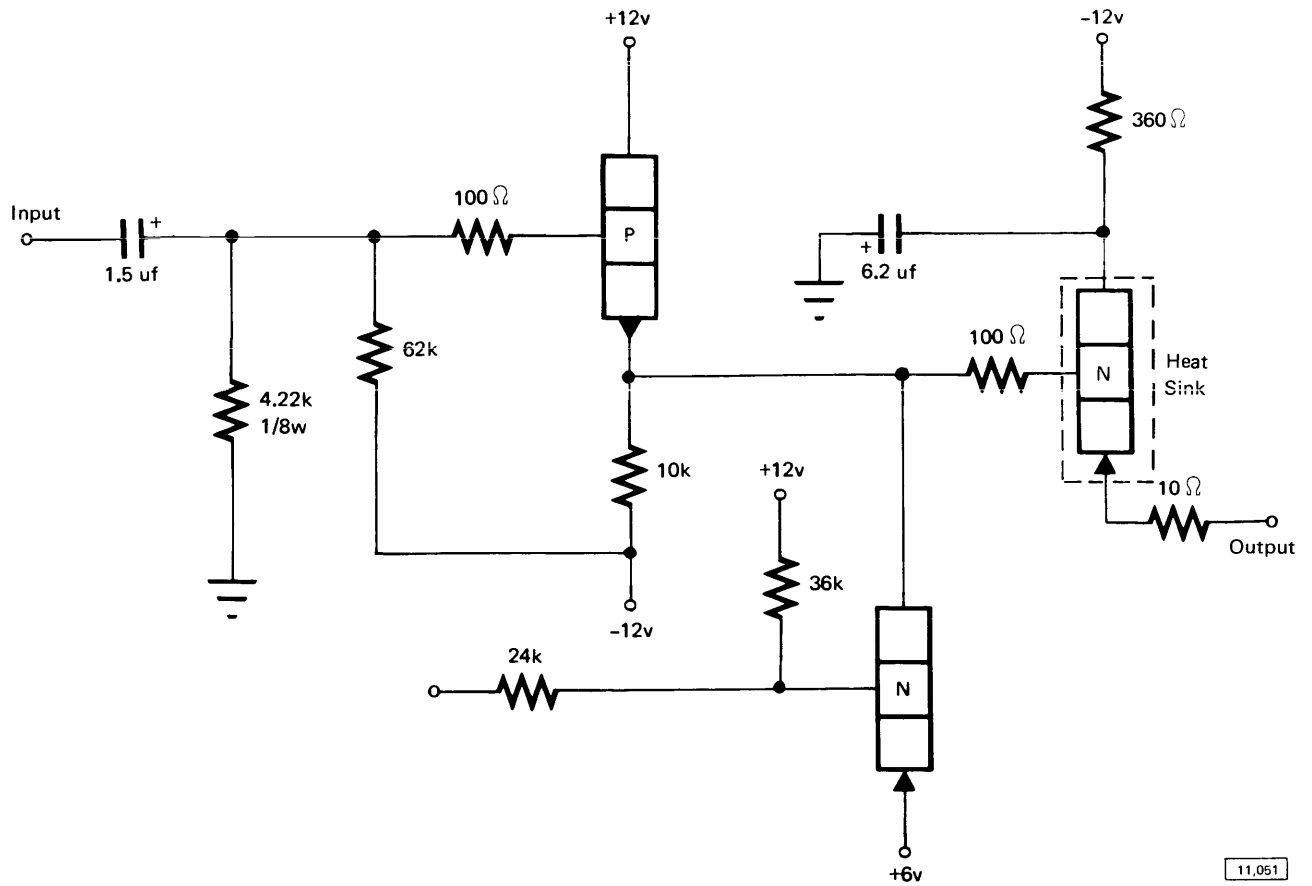 +12v
-12v
360 Ω
100 Ω
Input
P
+
1.5 uf
+
6.2 uf
62k
100 Ω
N
Heat
Sink
4.22k
1/8w
10k
+12v
10 Ω
Output
36k
-12v
24k
N
+6v
11,051